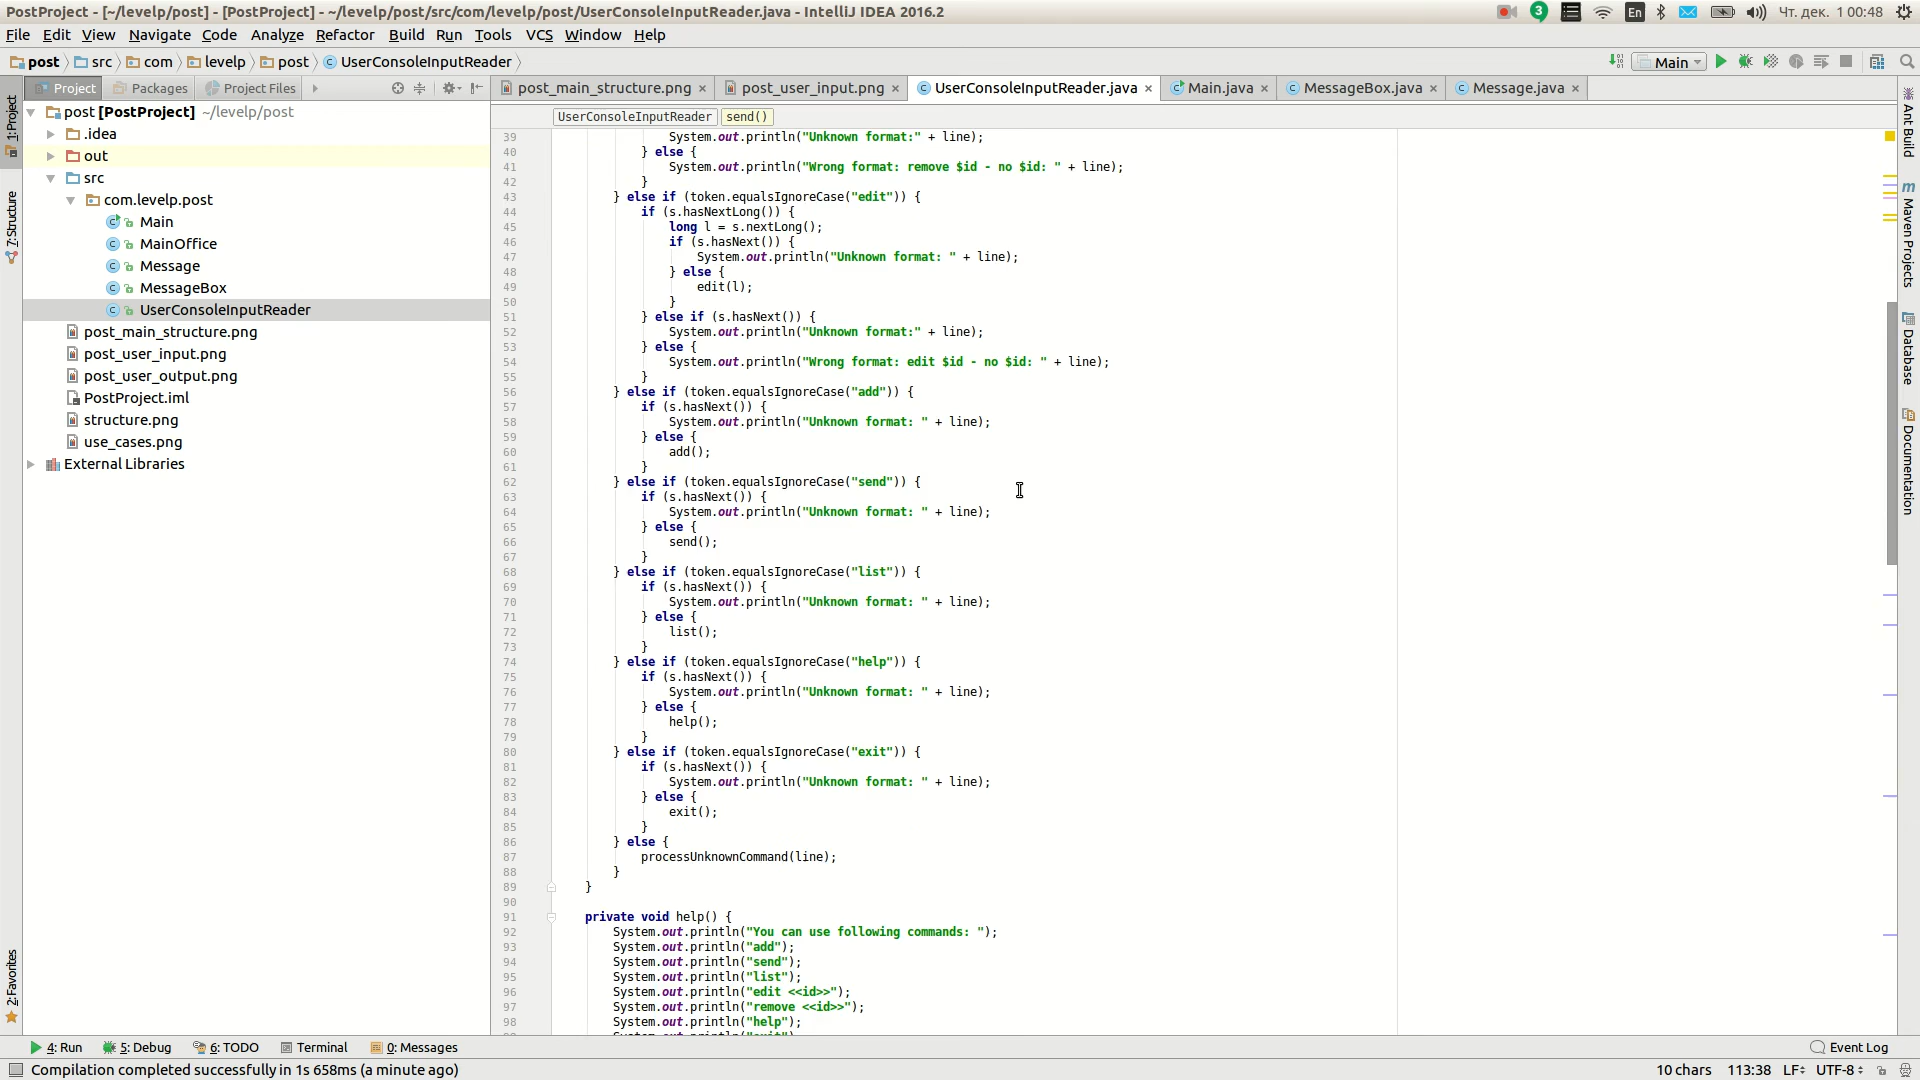 PostProject - [~/levelp/post] - [PostProject] - ~/levelp/post/src/com/levelp/post/UserConsoleInputReader.java - IntelliJ IDEA 2016.2
3 En Чт. дек. 1 00:48
File Edit View Navigate Code Analyze Refactor Build Run Tools VCS Window Help
post src com levelp post UserConsoleInputReader Main
Project Packages Project Files
post_main_structure.png post_user_input.png UserConsoleInputReader.java Main.java MessageBox.java Message.java
UserConsoleInputReader send()
1: Project
7: Structure
2: Favorites
post [PostProject] ~/levelp/post
.idea
out
src
com.levelp.post
Main
MainOffice
Message
MessageBox
UserConsoleInputReader
post_main_structure.png
post_user_input.png
post_user_output.png
PostProject.iml
structure.png
use_cases.png
External Libraries
39 System.out.println("Unknown format:" + line);
40 } else {
41 System.out.println("Wrong format: remove $id - no $id: " + line);
42 }
43 } else if (token.equalsIgnoreCase("edit")) {
44 if (s.hasNextLong()) {
45 long l = s.nextLong();
46 if (s.hasNext()) {
47 System.out.println("Unknown format: " + line);
48 } else {
49 edit(l);
50 }
51 } else if (s.hasNext()) {
52 System.out.println("Unknown format:" + line);
53 } else {
54 System.out.println("Wrong format: edit $id - no $id: " + line);
55 }
56 } else if (token.equalsIgnoreCase("add")) {
57 if (s.hasNext()) {
58 System.out.println("Unknown format: " + line);
59 } else {
60 add();
61 }
62 } else if (token.equalsIgnoreCase("send")) {
63 if (s.hasNext()) {
64 System.out.println("Unknown format: " + line);
65 } else {
66 send();
67 }
68 } else if (token.equalsIgnoreCase("list")) {
69 if (s.hasNext()) {
70 System.out.println("Unknown format: " + line);
71 } else {
72 list();
73 }
74 } else if (token.equalsIgnoreCase("help")) {
75 if (s.hasNext()) {
76 System.out.println("Unknown format: " + line);
77 } else {
78 help();
79 }
80 } else if (token.equalsIgnoreCase("exit")) {
81 if (s.hasNext()) {
82 System.out.println("Unknown format: " + line);
83 } else {
84 exit();
85 }
86 } else {
87 processUnknownCommand(line);
88 }
89 }
90
91 private void help() {
92 System.out.println("You can use following commands: ");
93 System.out.println("add");
94 System.out.println("send");
95 System.out.println("list");
96 System.out.println("edit <<id>>");
97 System.out.println("remove <<id>>");
98 System.out.println("help");
Ant Build
Maven Projects
Database
Documentation
4: Run 5: Debug 6: TODO Terminal 0: Messages Event Log
Compilation completed successfully in 1s 658ms (a minute ago) 10 chars 113:38 LF UTF-8